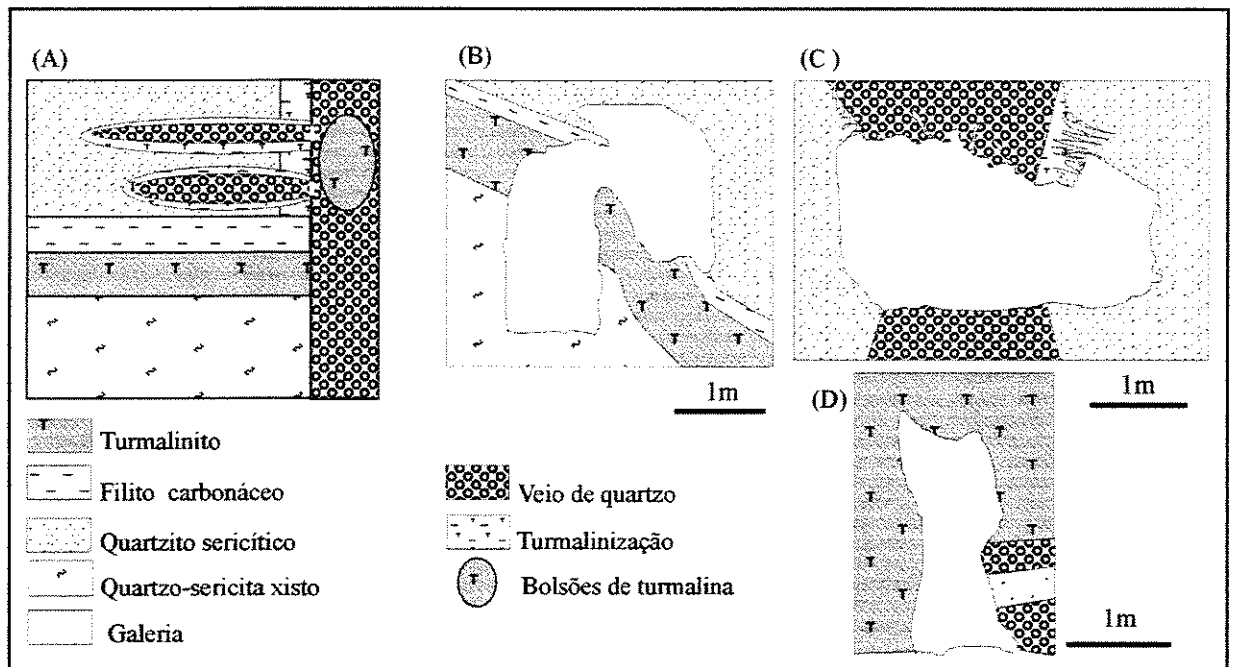 (A)
(B)
(C )
1m
(D)
1m
1m
Turmalinito
Filito carbonáceo
Quartzito sericítico
Quartzo-sericita xisto
Galeria
Veio de quartzo
Turmalinização
Bolsões de turmalina